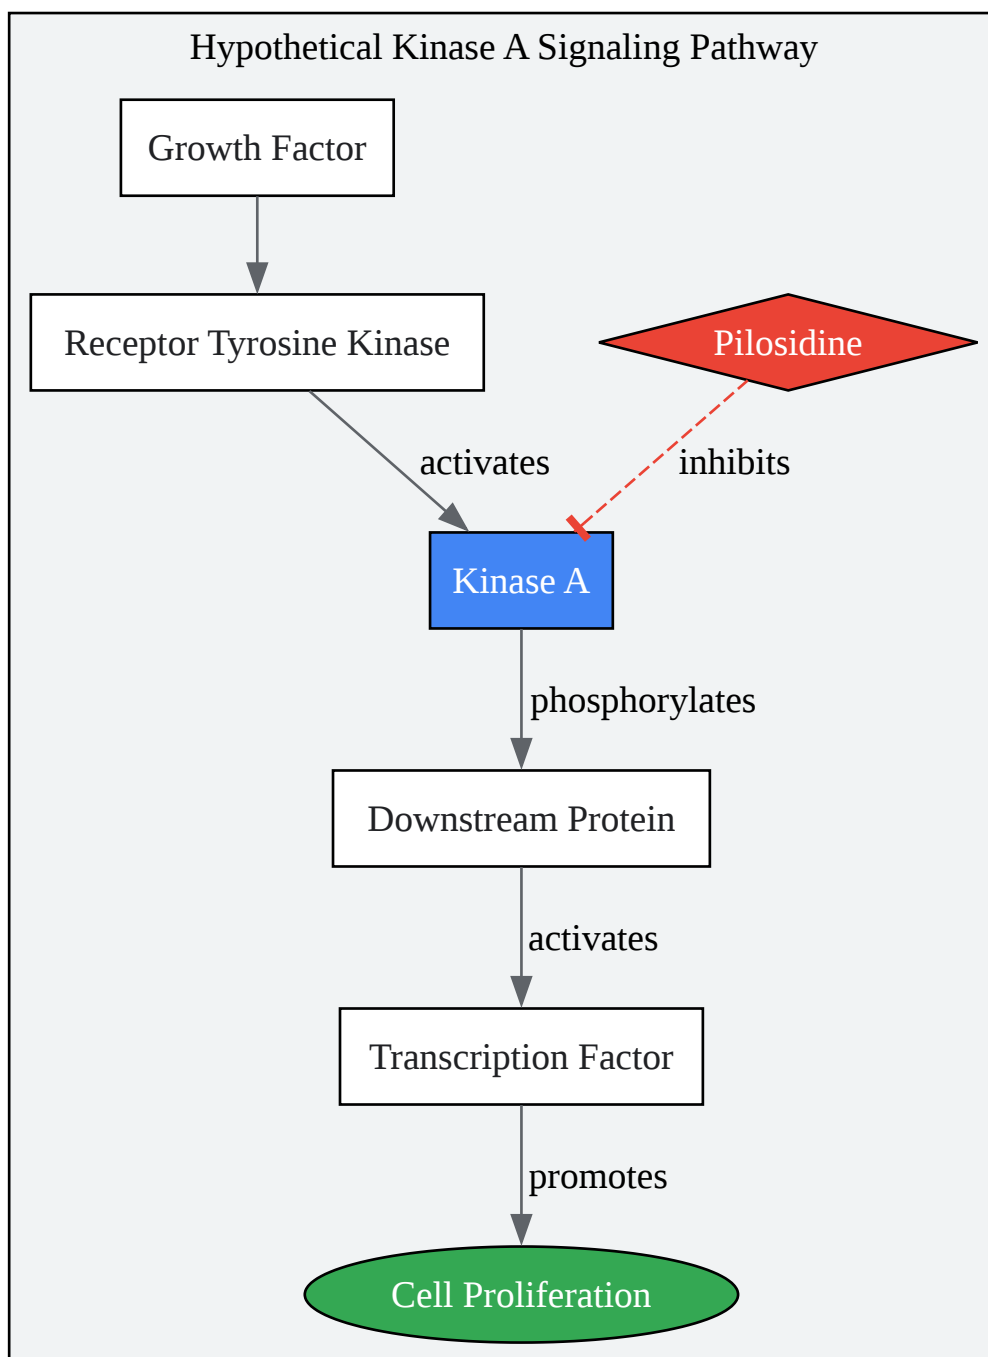 Hypothetical Kinase A Signaling Pathway
Growth Factor
Receptor Tyrosine Kinase
Pilosidine
activates
inhibits
Kinase A
phosphorylates
Downstream Protein
activates
Transcription Factor
promotes
Cell Proliferation